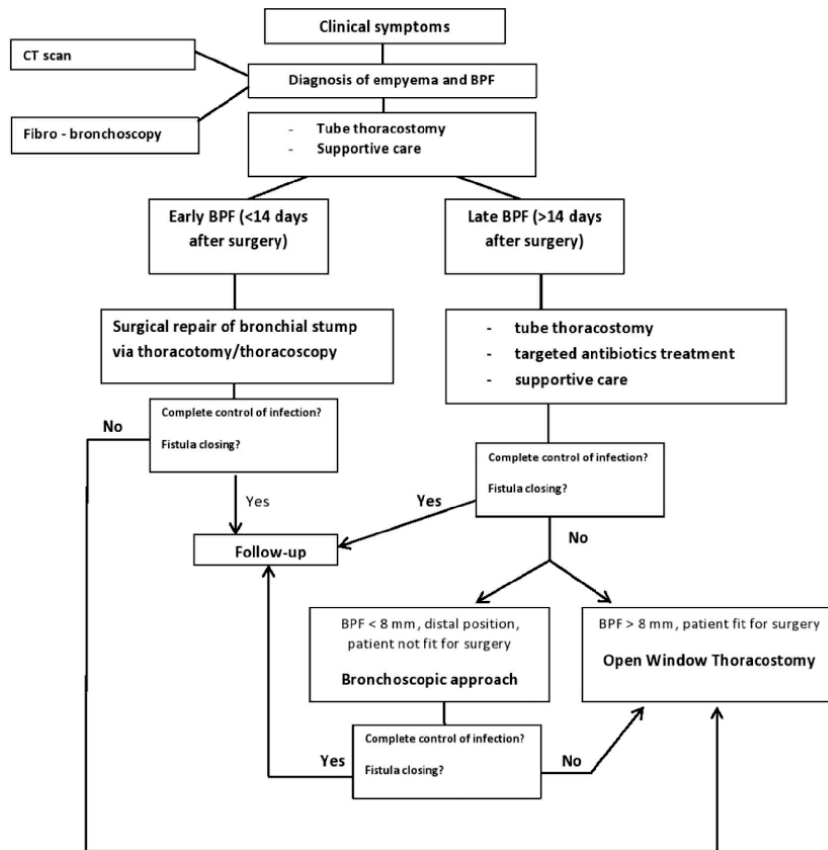 Clinical symptoms
CT scan
Diagnosis of empyema and BPF
Fibro - bronchoscopy
- Tube thoracostomy
- Supportive care
Early BPF (<14 days
after surgery)
Late BPF (>14 days
after surgery)
Surgical repair of bronchial stump
via thoracotomy/thoracoscopy
- tube thoracostomy
- targeted antibiotics treatment
- supportive care
No
Complete control of infection?
Fistula closing?
Yes
Complete control of infection?
Fistula closing?
Yes
Follow-up
No
BPF < 8 mm, distal position,
patient not fit for surgery
Bronchoscopic approach
BPF > 8 mm, patient fit for surgery
Open Window Thoracostomy
Yes
Complete control of infection?
Fistula closing?
No